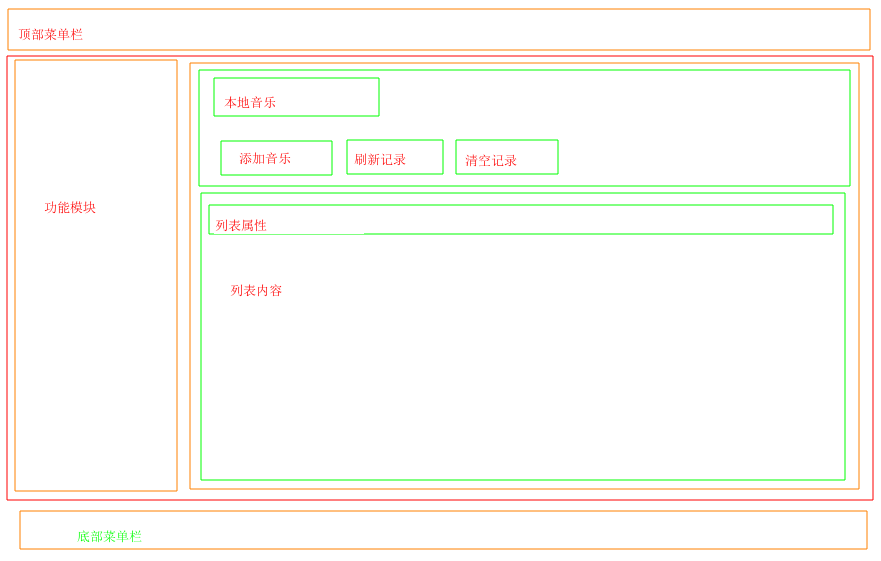 顶部菜单栏
功能模块
本地音乐
添加音乐
刷新记录
清空记录
列表属性
列表内容
底部菜单栏